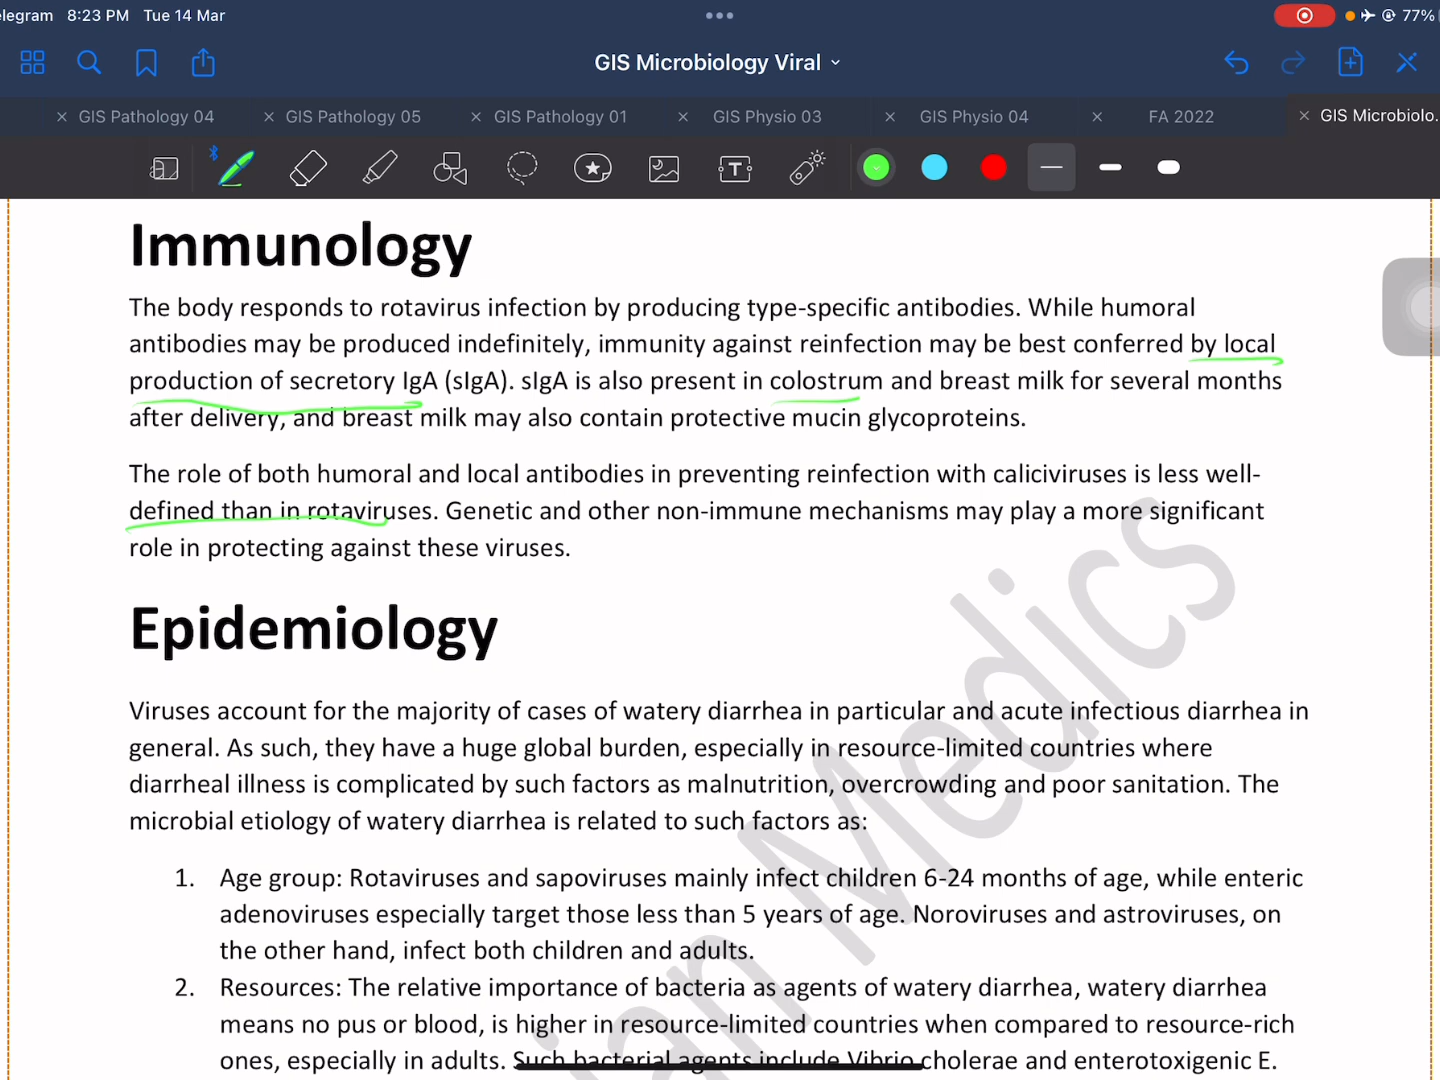 elegram 8:23 PM Tue 14 Mar
77%
GIS Microbiology Viral
GIS Pathology 04
GIS Pathology 05
GIS Pathology 01
GIS Physio 03
GIS Physio 04
FA 2022
GIS Microbiolo.
T
Immunology
The body responds to rotavirus infection by producing type-specific antibodies. While humoral
antibodies may be produced indefinitely, immunity against reinfection may be best conferred by local
production of secretory IgA (sIgA). sIgA is also present in colostrum and breast milk for several months
after delivery, and breast milk may also contain protective mucin glycoproteins.
The role of both humoral and local antibodies in preventing reinfection with caliciviruses is less well-
defined than in rotaviruses. Genetic and other non-immune mechanisms may play a more significant
role in protecting against these viruses.
Epidemiology
Viruses account for the majority of cases of watery diarrhea in particular and acute infectious diarrhea in
general. As such, they have a huge global burden, especially in resource-limited countries where
diarrheal illness is complicated by such factors as malnutrition, overcrowding and poor sanitation. The
microbial etiology of watery diarrhea is related to such factors as:
1. Age group: Rotaviruses and sapoviruses mainly infect children 6-24 months of age, while enteric
adenoviruses especially target those less than 5 years of age. Noroviruses and astroviruses, on
the other hand, infect both children and adults.
2. Resources: The relative importance of bacteria as agents of watery diarrhea, watery diarrhea
means no pus or blood, is higher in resource-limited countries when compared to resource-rich
ones, especially in adults. Such bacterial agents include Vibrio cholerae and enterotoxigenic E.
ian Medics